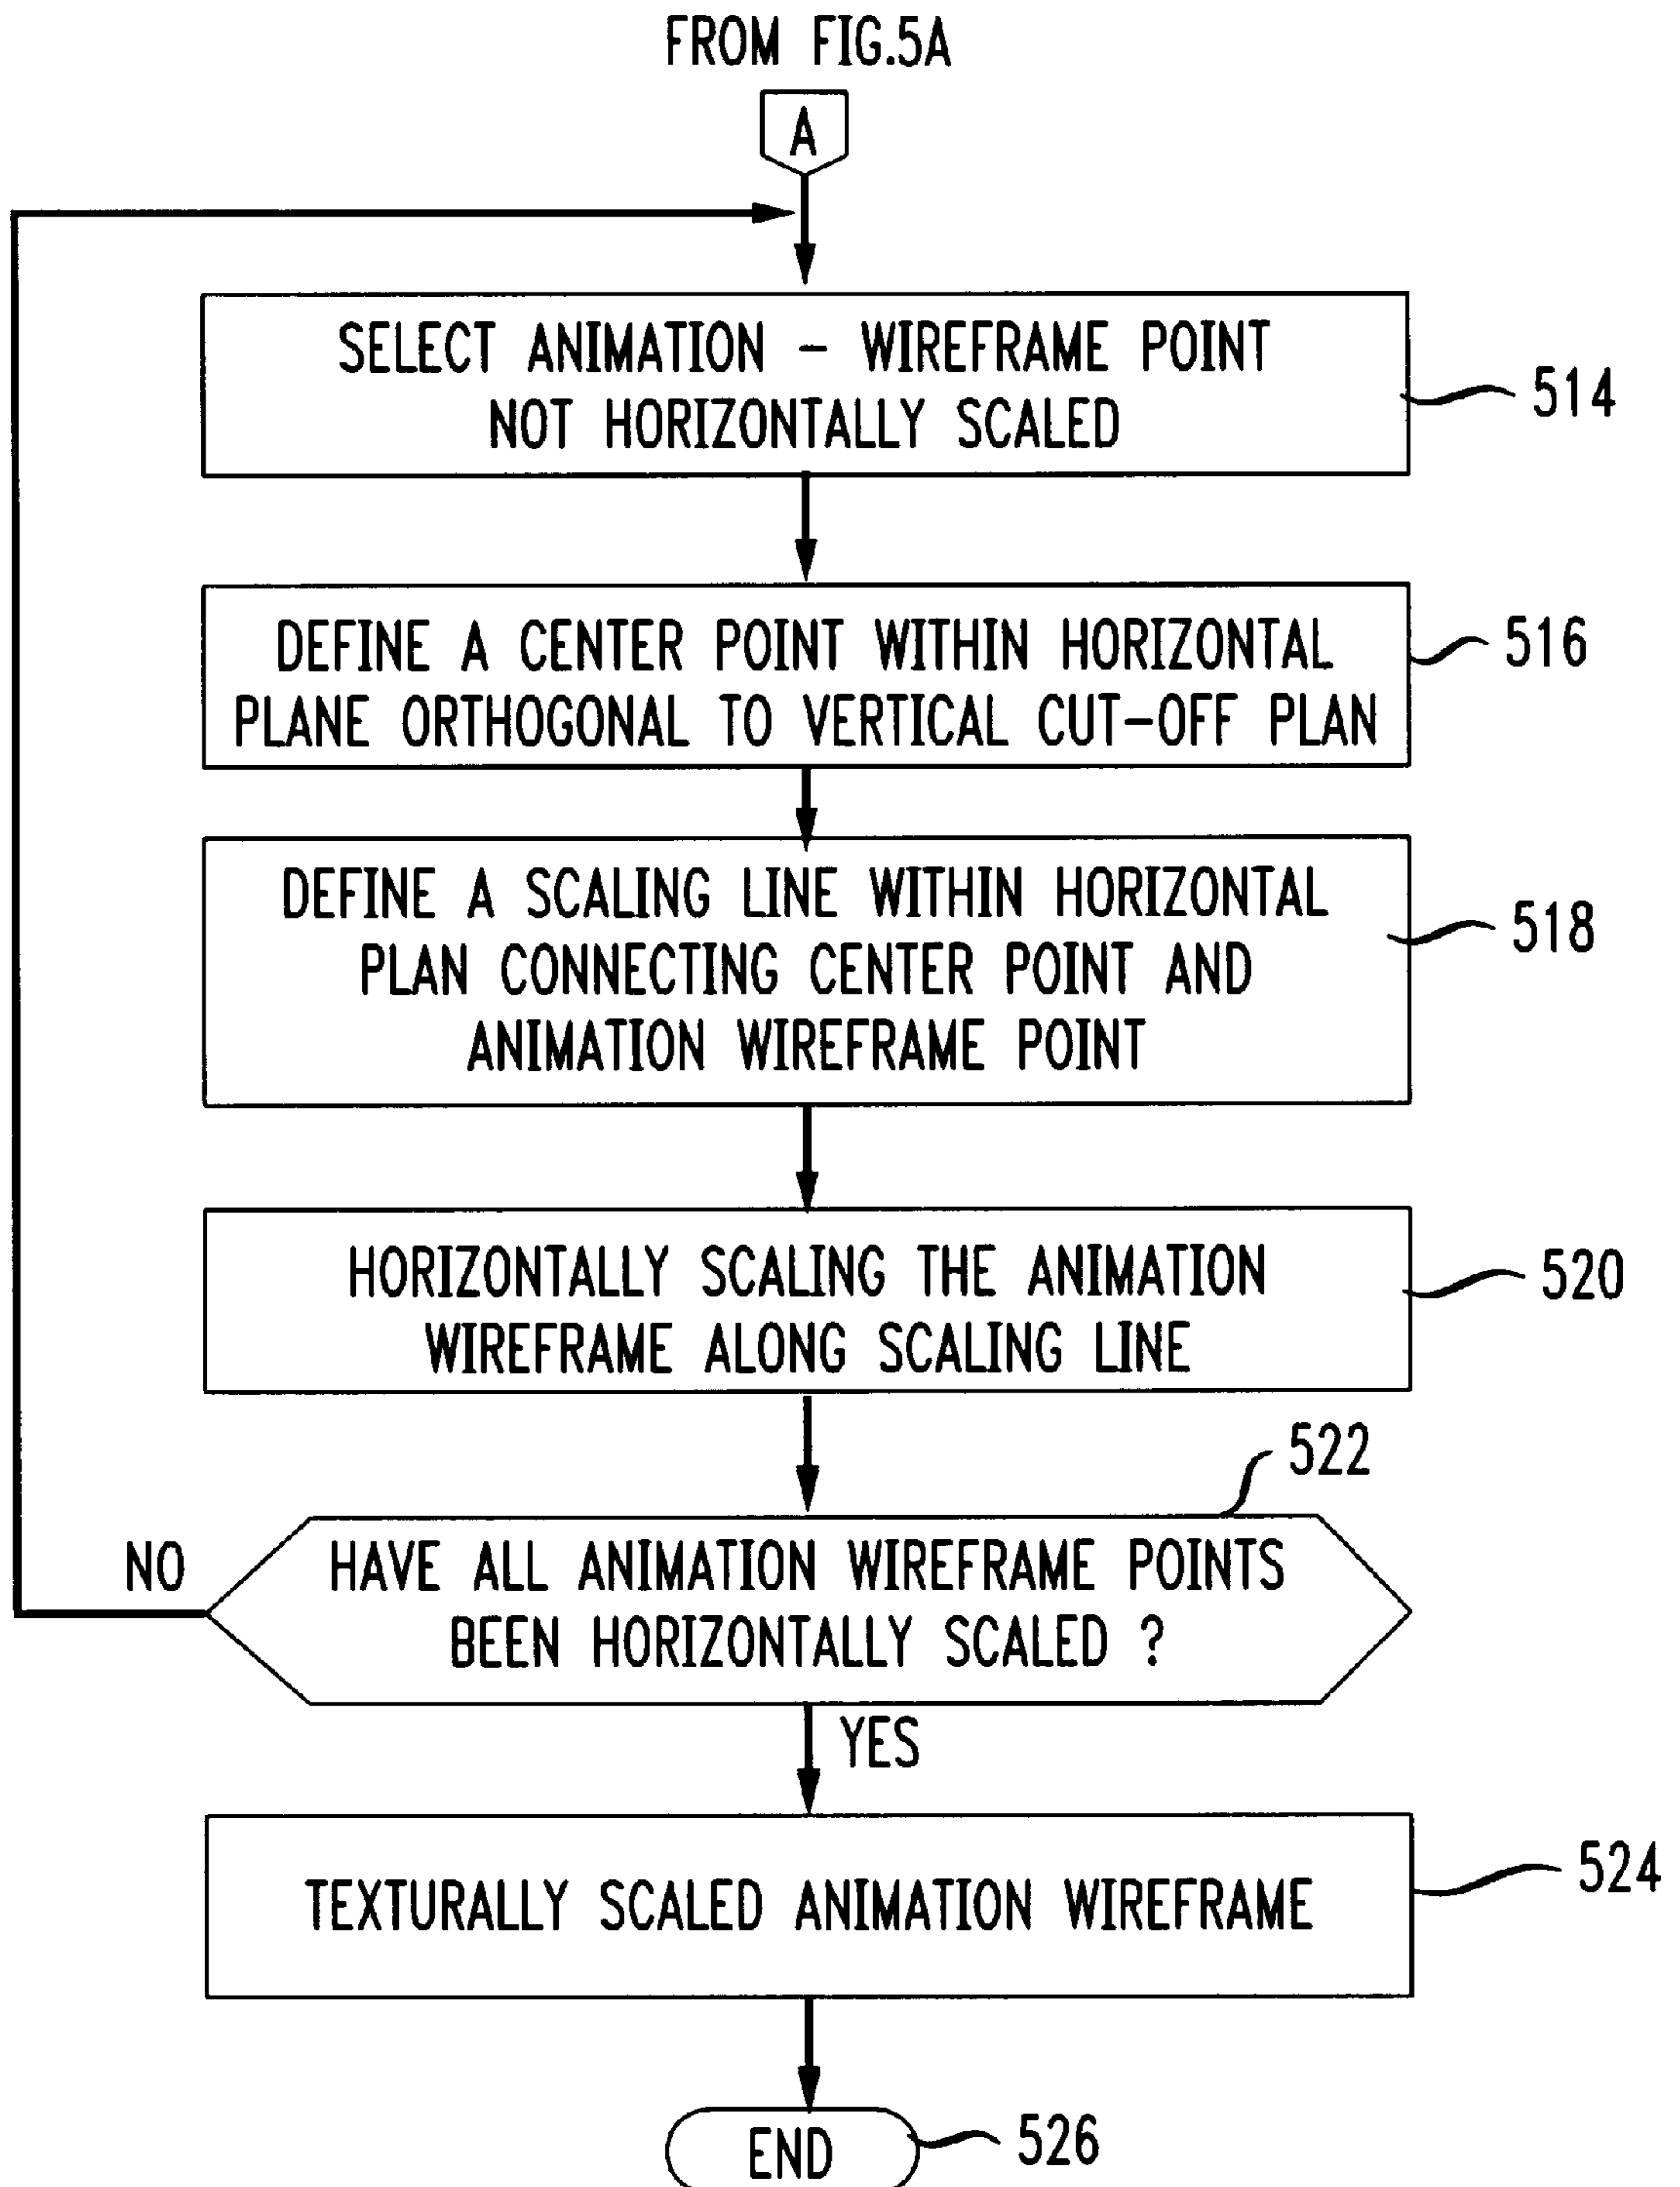 FROM FIG.5A
A
SELECT ANIMATION - WIREFRAME POINT
NOT HORIZONTALLY SCALED
514
DEFINE A CENTER POINT WITHIN HORIZONTAL
PLANE ORTHOGONAL TO VERTICAL CUT-OFF PLAN
516
DEFINE A SCALING LINE WITHIN HORIZONTAL
PLAN CONNECTING CENTER POINT AND
ANIMATION WIREFRAME POINT
518
HORIZONTALLY SCALING THE ANIMATION
WIREFRAME ALONG SCALING LINE
520
522
NO
HAVE ALL ANIMATION WIREFRAME POINTS
BEEN HORIZONTALLY SCALED ?
YES
TEXTURALLY SCALED ANIMATION WIREFRAME
524
END
526